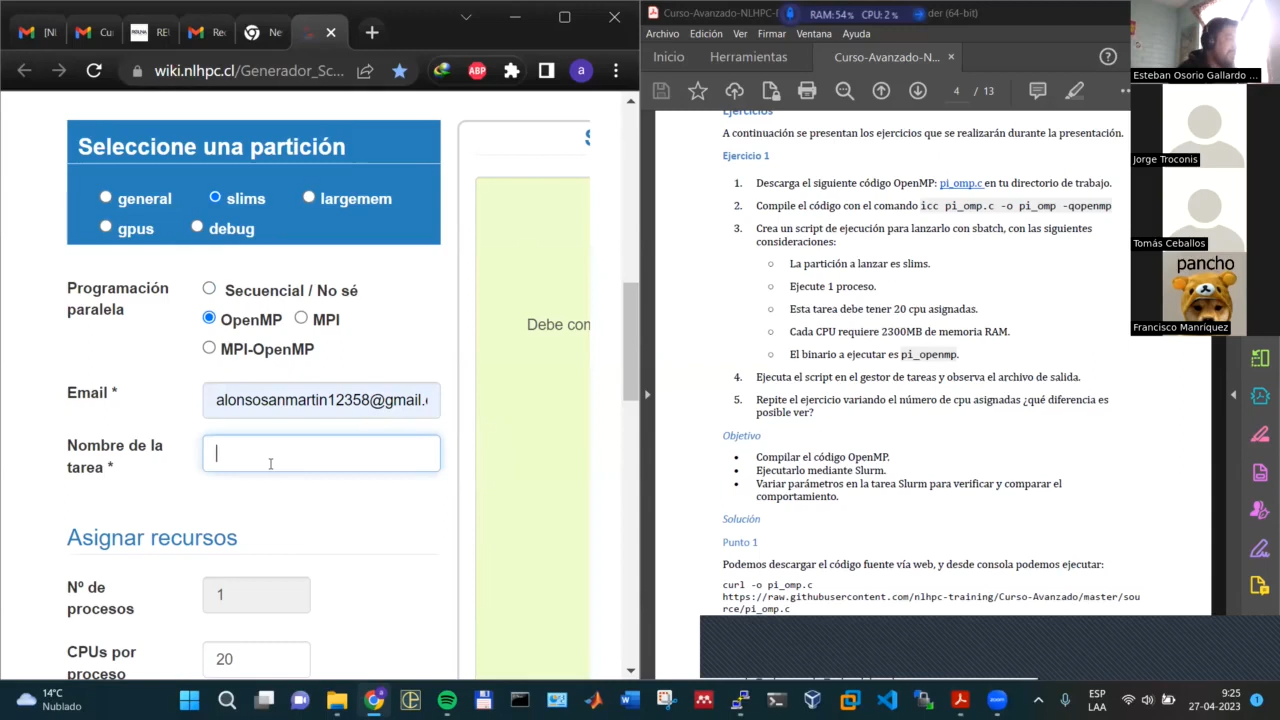 [NI
Cu
REI
Re
Ne
wiki.nlhpc.cl/Generador_Sc...
ABP
a
Seleccione una partición
general
slims
largemem
gpus
debug
Programación
paralela
Secuencial / No sé
OpenMP
MPI
MPI-OpenMP
Email *
alonsosanmartin12358@gmail.
Nombre de la
tarea *
Asignar recursos
Nº de
procesos
1
CPUs por
proceso
20
S
Debe con
Curso-Avanzado-NLHPC-
RAM:54% CPU:2%
der (64-bit)
Archivo
Edición
Ver
Firmar
Ventana
Ayuda
Inicio
Herramientas
Curso-Avanzado-N...
4 / 13
Ejercicios
A continuación se presentan los ejercicios que se realizarán durante la presentación.
Ejercicio 1
1. Descarga el siguiente código OpenMP: pi_omp.c en tu directorio de trabajo.
2. Compile el código con el comando icc pi_omp.c -o pi_omp -qopenmp
3. Crea un script de ejecución para lanzarlo con sbatch, con las siguientes
consideraciones:
○ La partición a lanzar es slims.
○ Ejecute 1 proceso.
○ Esta tarea debe tener 20 cpu asignadas.
○ Cada CPU requiere 2300MB de memoria RAM.
○ El binario a ejecutar es pi_openmp.
4. Ejecuta el script en el gestor de tareas y observa el archivo de salida.
5. Repite el ejercicio variando el número de cpu asignadas ¿qué diferencia es
posible ver?
Objetivo
• Compilar el código OpenMP.
• Ejecutarlo mediante Slurm.
• Variar parámetros en la tarea Slurm para verificar y comparar el
comportamiento.
Solución
Punto 1
Podemos descargar el código fuente vía web, y desde consola podemos ejecutar:
curl -o pi_omp.c
https://raw.githubusercontent.com/nlhpc-training/Curso-Avanzado/master/sou
rce/pi_omp.c
Esteban Osorio Gallardo ...
Jorge Troconis
Tomás Ceballos
pancho
Francisco Manríquez
14°C
Nublado
ESP
LAA
9:25
27-04-2023
1